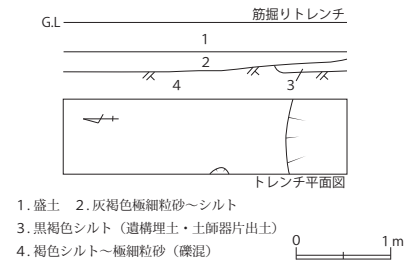 筋掘りトレンチ
G.L
1
2
4
3
トレンチ平面図
1. 盛土 2. 灰褐色極細粒砂～シルト
3. 黒褐色シルト（遺構埋土・土師器片出土）
4. 褐色シルト～極細粒砂（礫混）
0 1 m